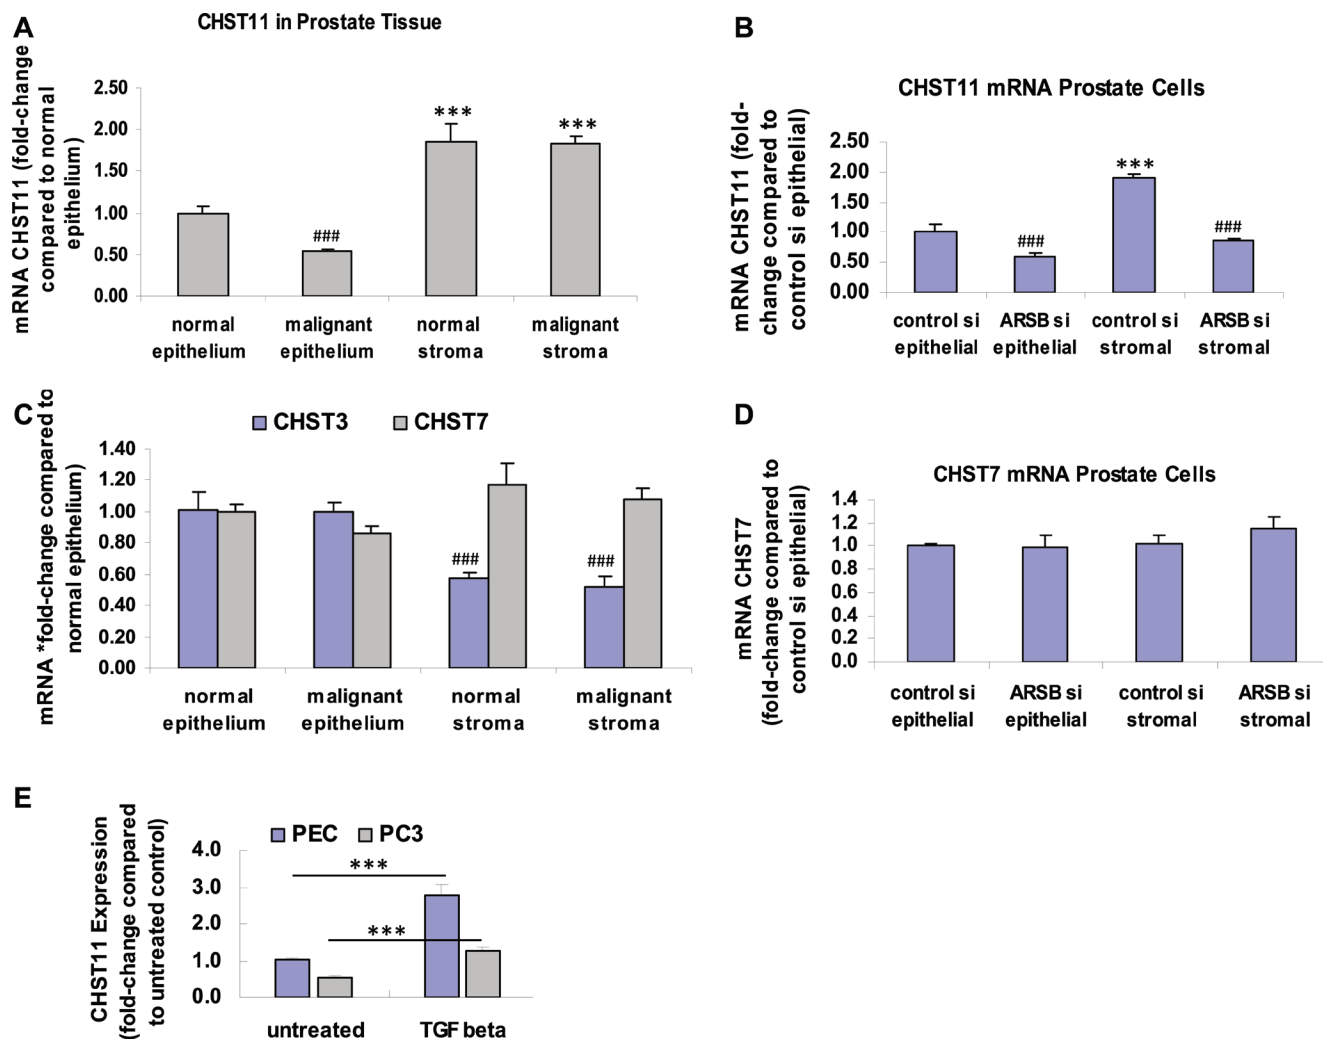 A
CHST11 in Prostate Tissue
mRNA CHST11 (fold-change
compared to normal
epithelium)
2.50
2.00
1.50
1.00
0.50
0.00
###
***
***
normal
epithelium
malignant
epithelium
normal
stroma
malignant
stroma
B
CHST11 mRNA Prostate Cells
mRNA CHST11 (fold-
change compared to
control si epithelial)
2.50
2.00
1.50
1.00
0.50
0.00
###
***
###
control si
epithelial
ARSB si
epithelial
control si
stromal
ARSB si
stromal
C
CHST3
CHST7
mRNA *fold-change compared to
normal epithelium)
1.40
1.20
1.00
0.80
0.60
0.40
0.20
0.00
###
###
normal
epithelium
malignant
epithelium
normal
stroma
malignant
stroma
D
CHST7 mRNA Prostate Cells
mRNA CHST7
(fold-change compared to
control si epithelial)
1.4
1.2
1.0
0.8
0.6
0.4
0.2
0.0
control si
epithelial
ARSB si
epithelial
control si
stromal
ARSB si
stromal
E
PEC
PC3
CHST11 Expression
(fold-change compared
to untreated control)
4.0
3.0
2.0
1.0
0.0
***
***
untreated
TGF beta